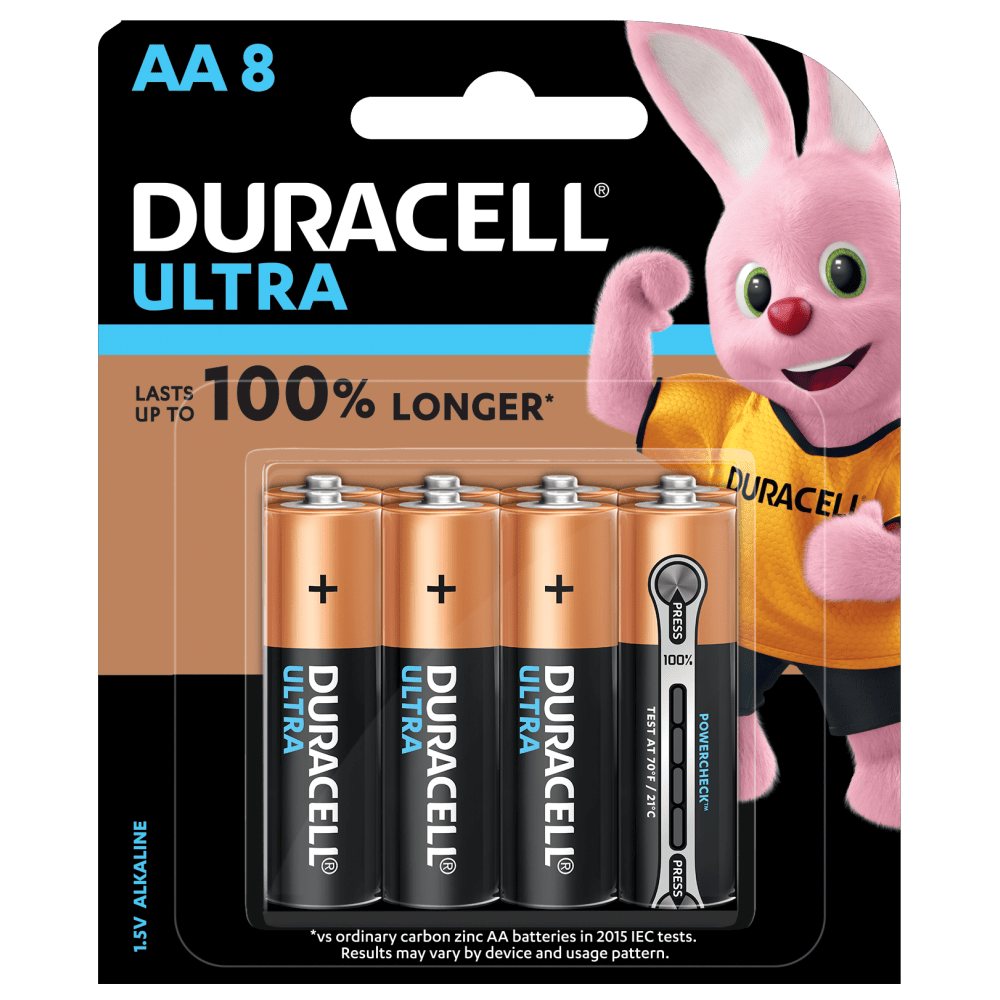 AA 8
DURACELL®
ULTRA
LASTS
UP TO 100% LONGER*
DURACELL
+
+
+
DURACELL®
ULTRA
DURACELL®
ULTRA
DURACELL®
ULTRA
PRESS
100%
TEST AT 70°F / 21°C
POWERCHECK™
PRESS
1.5V ALKALINE
*vs ordinary carbon zinc AA batteries in 2015 IEC tests.
Results may vary by device and usage pattern.